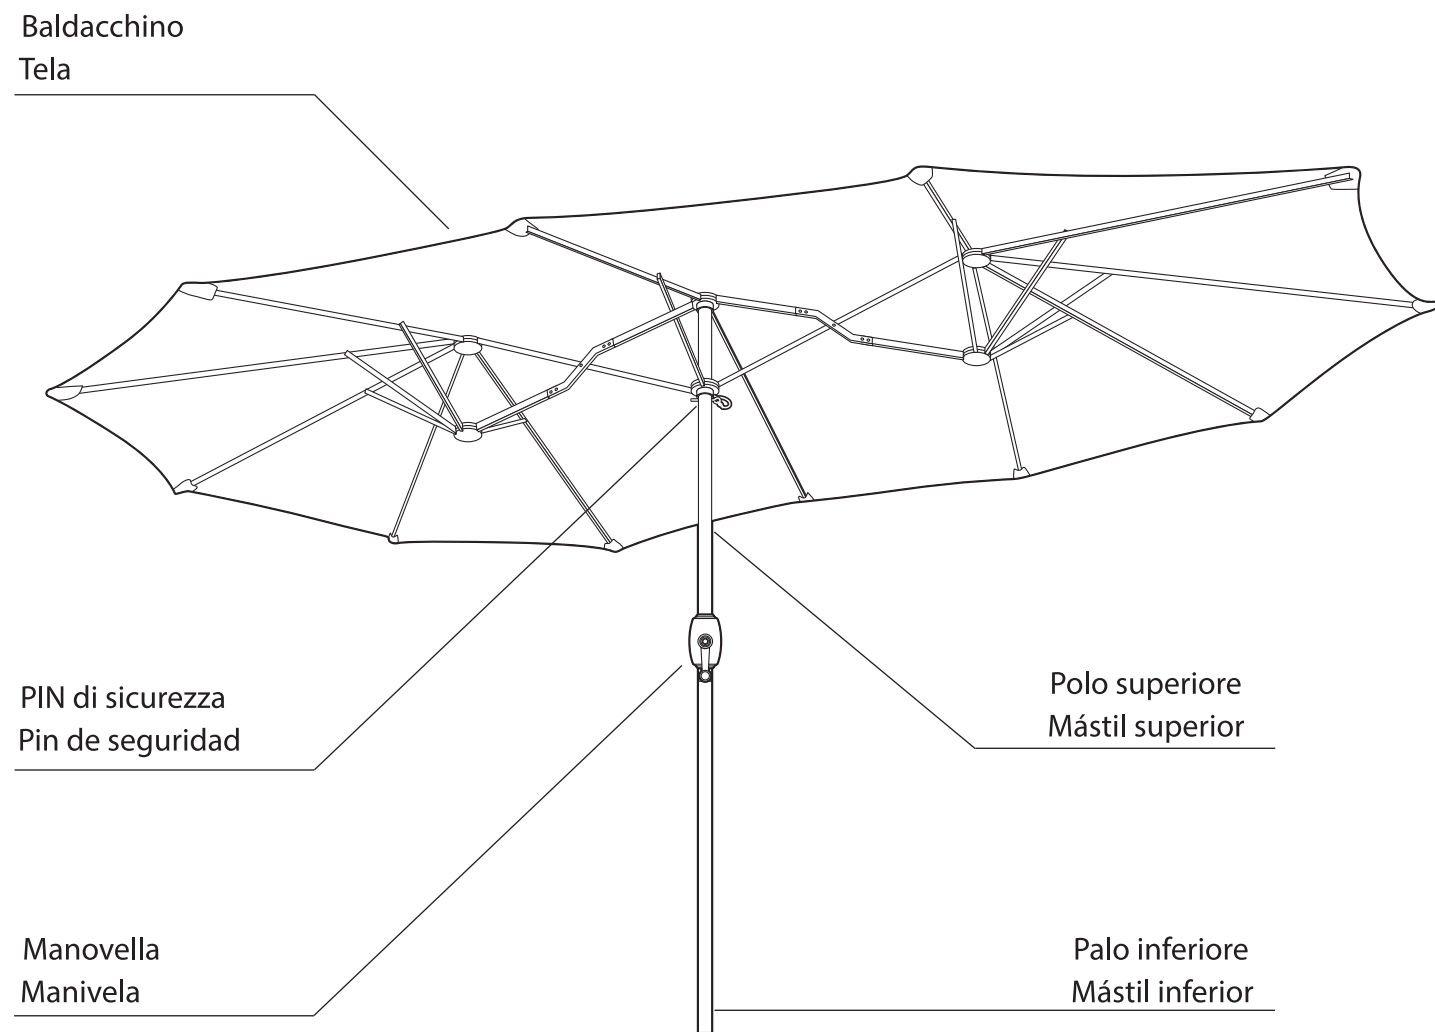 Baldacchino
Tela
PIN di sicurezza
Pin de seguridad
Polo superiore
Mástil superior
Manovella
Manivela
Palo inferiore
Mástil inferior